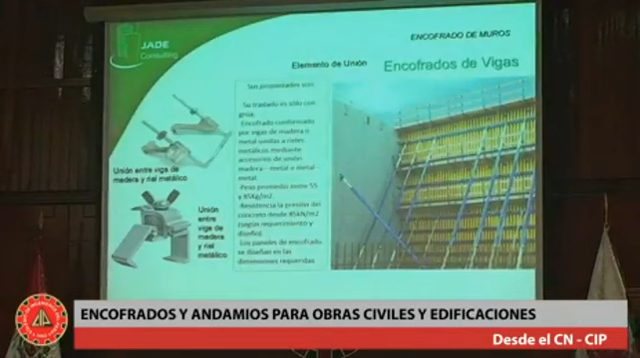 JADE
Consulting
ENCOFRADO DE MUROS
Elemento de Unión
Encofrados de Vigas
Sus propiedades son:
Su traslado es sólo con
grúa.
Encofrado conformado
por vigas de madera o
metal unidas a rieles
metálicos mediante
accesorios de unión
madera - metal o metal -
metal.
-Peso promedio entre 55
y 85Kg/m2.
-Resistencia la presión del
concreto desde 85kN/m2
(según requerimiento y
diseño).
-Los paneles de encofrado
se diseñan en las
dimensiones requeridas
Unión entre viga de
madera y riel metálico
Unión
entre
viga de
madera
y riel
metálico
ENCOFRADOS Y ANDAMIOS PARA OBRAS CIVILES Y EDIFICACIONES
Desde el CN - CIP